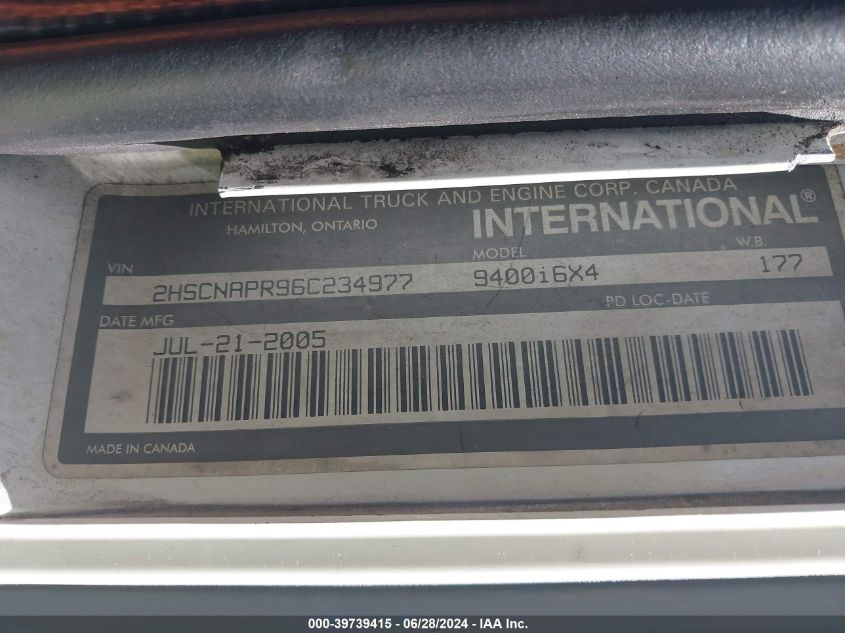 INTERNATIONAL TRUCK AND ENGINE CORP. CANADA
HAMILTON, ONTARIO
INTERNATIONAL®
VIN
MODEL
W.B.
2HSCNAPR96C234977
9400i6X4
177
DATE MFG
PD LOC-DATE
JUL-21-2005
MADE IN CANADA
000-39739415 - 06/28/2024 - IAA Inc.